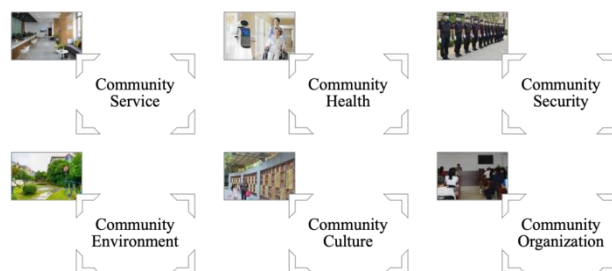 Community
Service
Community
Health
Community
Security
Community
Environment
Community
Culture
Community
Organization